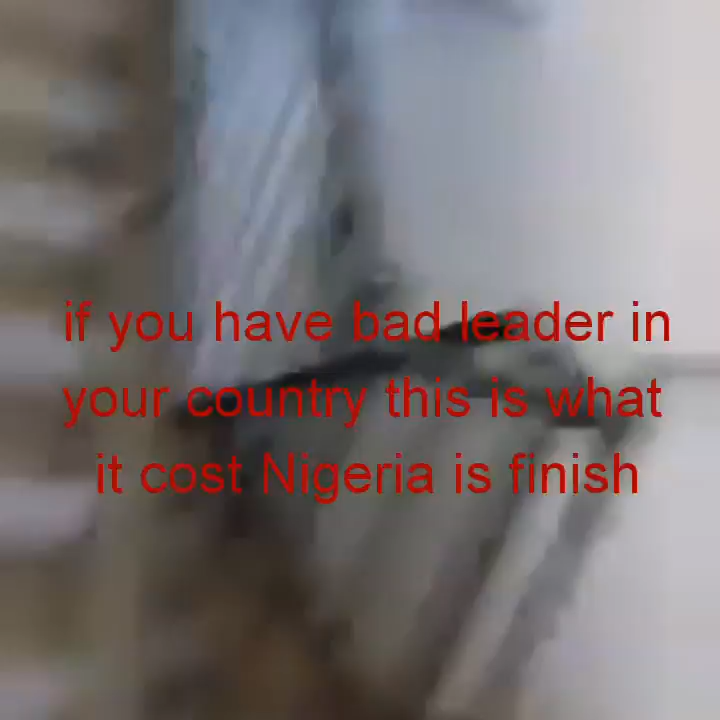 if you have bad leader in
your country this is what
it cost Nigeria is finish